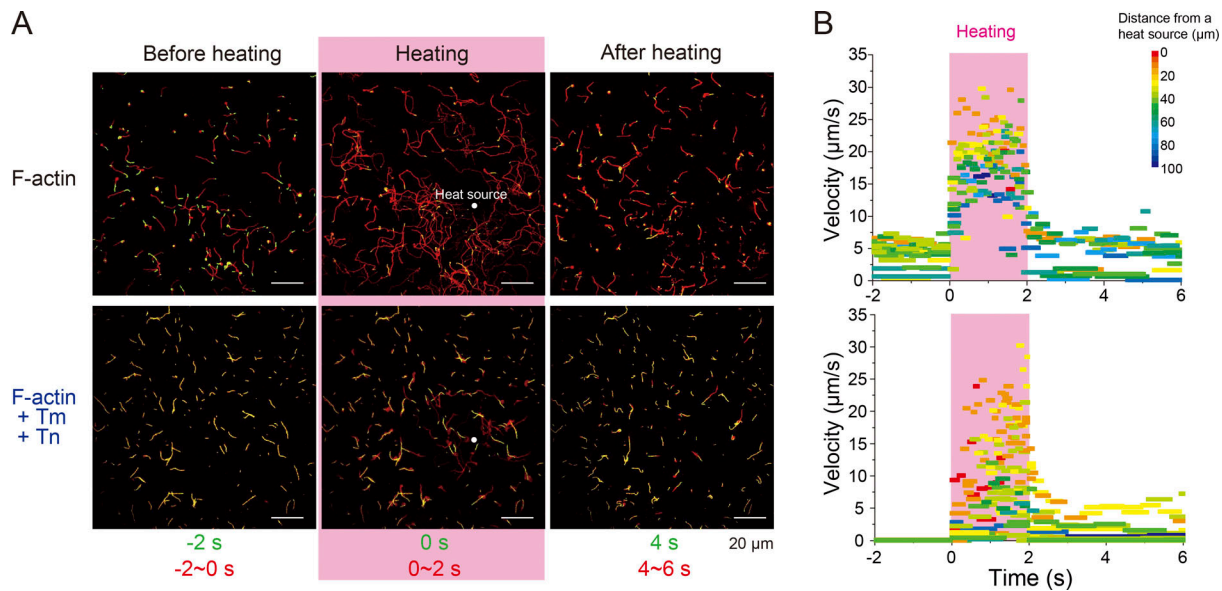 A
Before heating
Heating
After heating
F-actin
Heat source
F-actin
+ Tm
+ Tn
-2 s
0 s
4 s
20 µm
-2~0 s
0~2 s
4~6 s
B
Distance from a
heat source (µm)
Heating
0
20
40
60
80
100
Velocity (µm/s)
35
30
25
20
15
10
5
0
-2
0
2
4
6
Velocity (µm/s)
35
30
25
20
15
10
5
0
-2
0
2
4
6
Time (s)